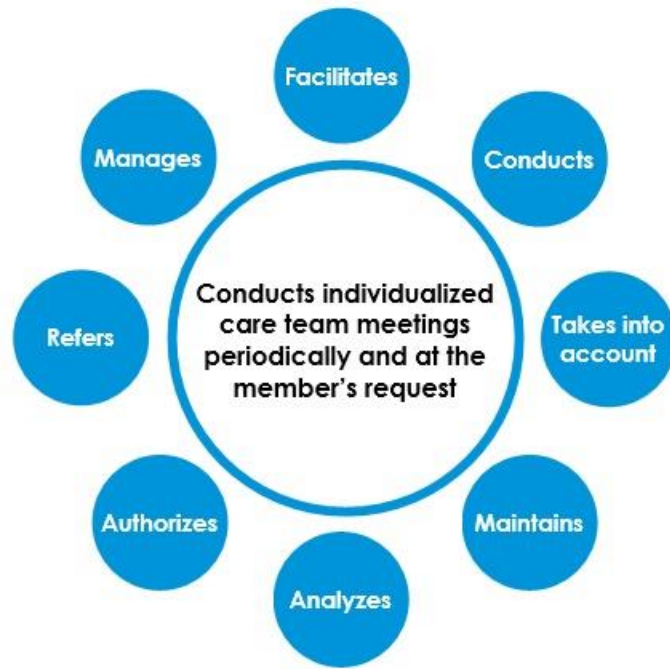 Facilitates
Conducts
Takes into
account
Maintains
Analyzes
Authorizes
Refers
Manages
Conducts individualized
care team meetings
periodically and at the
member’s request